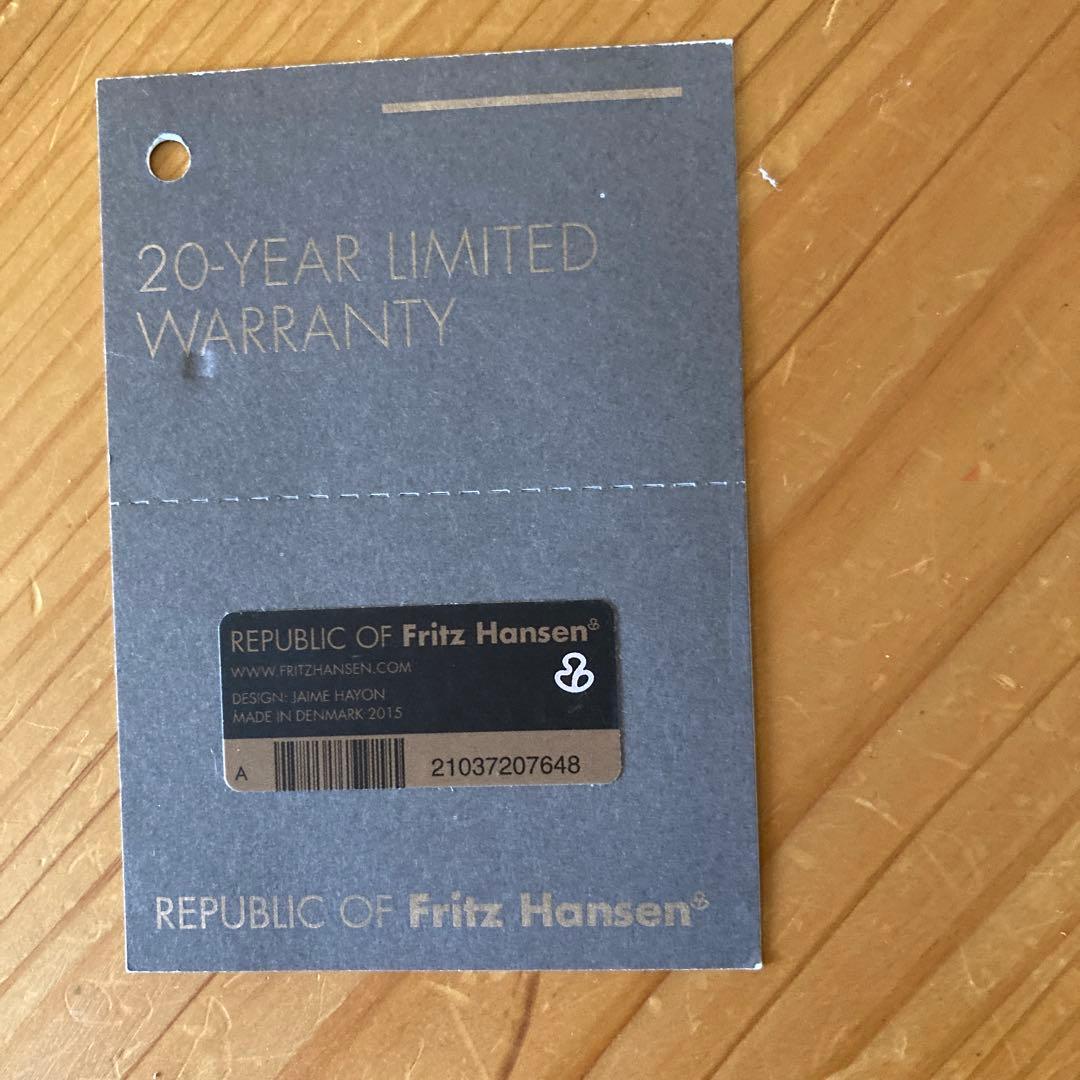 20-YEAR LIMITED
WARRANTY
REPUBLIC OF Fritz Hansen
WWW.FRITZHANSEN.COM
DESIGN: JAIME HAYON
MADE IN DENMARK 2015
A 21037207648
REPUBLIC OF Fritz Hansen